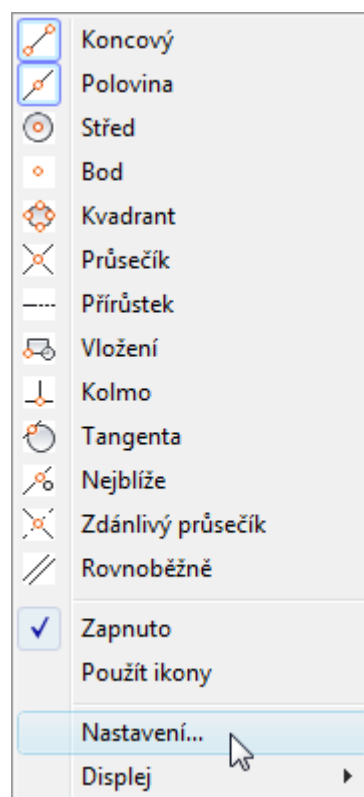 Koncový
Polovina
Střed
Bod
Kvadrant
Průsečík
Přírůstek
Vložení
Kolmo
Tangenta
Nejblíže
Zdánlivý průsečík
Rovnoběžně
Zapnuto
Použít ikony
Nastavení...
Displej